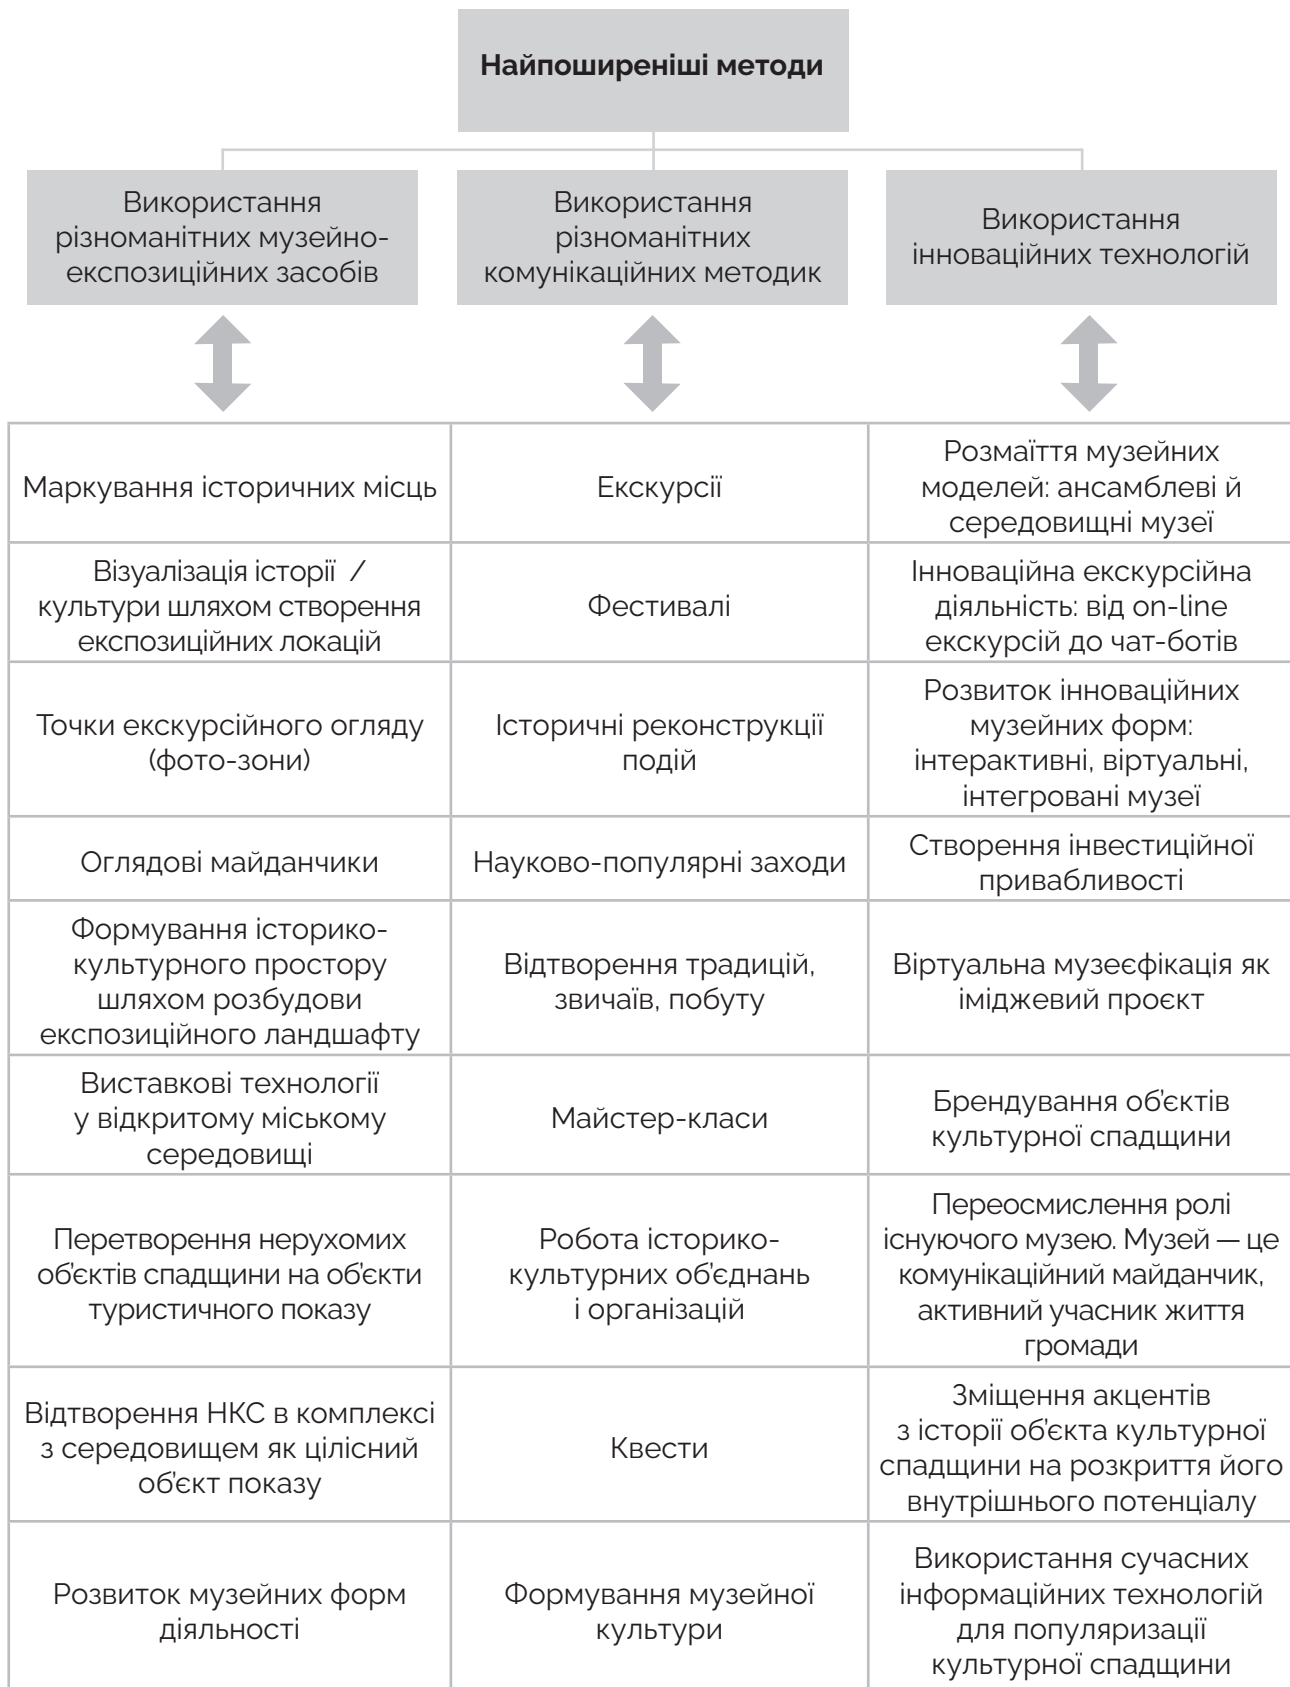 Найпоширеніші методи
Використання
різноманітних музейно-
експозиційних засобів
Використання
різноманітних
комунікаційних методик
Використання
інноваційних технологій
Маркування історичних місць
Екскурсії
Розмаїття музейних
моделей: ансамблеві й
середовищні музеї
Візуалізація історії /
культури шляхом створення
експозиційних локацій
Фестивалі
Інноваційна екскурсійна
діяльність: від on-line
екскурсій до чат-ботів
Точки екскурсійного огляду
(фото-зони)
Історичні реконструкції
подій
Розвиток інноваційних
музейних форм:
інтерактивні, віртуальні,
інтегровані музеї
Оглядові майданчики
Науково-популярні заходи
Створення інвестиційної
привабливості
Формування історико-
культурного простору
шляхом розбудови
експозиційного ландшафту
Відтворення традицій,
звичаїв, побуту
Віртуальна музеєфікація як
іміджевий проєкт
Виставкові технології
у відкритому міському
середовищі
Майстер-класи
Брендування об'єктів
культурної спадщини
Перетворення нерухомих
об'єктів спадщини на об'єкти
туристичного показу
Робота історико-
культурних об'єднань
і організацій
Переосмислення ролі
існуючого музею. Музей — це
комунікаційний майданчик,
активний учасник життя
громади
Відтворення НКС в комплексі
з середовищем як цілісний
об'єкт показу
Квести
Зміщення акцентів
з історії об'єкта культурної
спадщини на розкриття його
внутрішнього потенціалу
Розвиток музейних форм
діяльності
Формування музейної
культури
Використання сучасних
інформаційних технологій
для популяризації
культурної спадщини